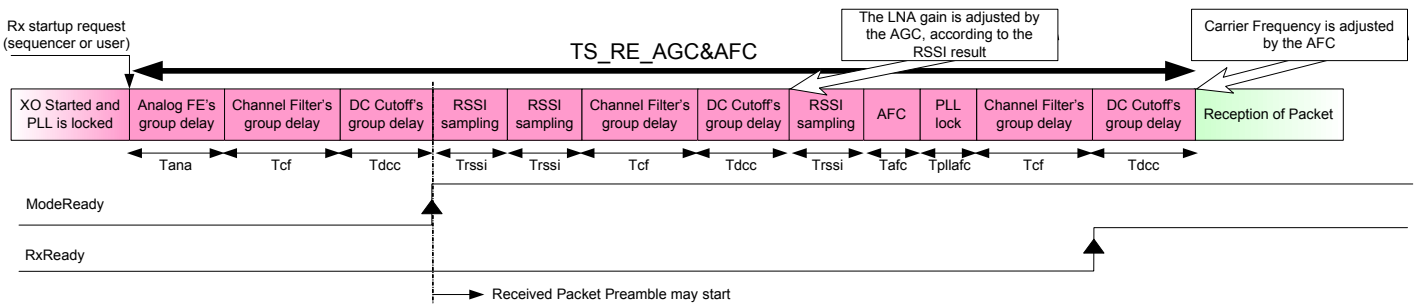 Rx startup request
(sequencer or user)
TS_RE_AGC&AFC
The LNA gain is adjusted by
the AGC, according to the
RSSI result
Carrier Frequency is adjusted
by the AFC
XO Started and
PLL is locked
Analog FE's
group delay
Channel Filter's
group delay
DC Cutoff's
group delay
RSSI
sampling
RSSI
sampling
Channel Filter's
group delay
DC Cutoff's
group delay
RSSI
sampling
AFC
PLL
lock
Channel Filter's
group delay
DC Cutoff's
group delay
Reception of Packet
Tana
Tcf
Tdcc
Trssi
Trssi
Tcf
Tdcc
Trssi
Tafc
Tpllafc
Tcf
Tdcc
ModeReady
RxReady
Received Packet Preamble may start